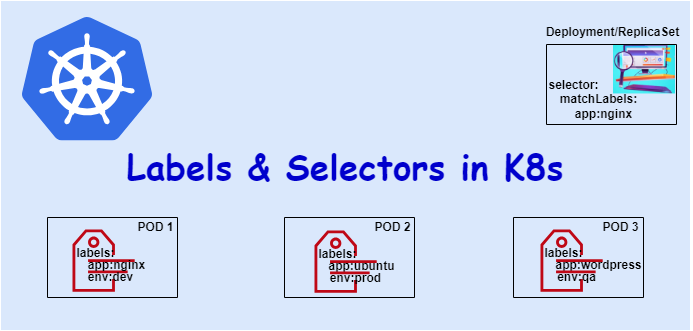 Deployment/ReplicaSet
selector:
matchLabels:
app:nginx
Labels & Selectors in K8s
POD 1
labels:
app:nginx
env:dev
POD 2
labels:
app:ubuntu
env:prod
POD 3
labels:
app:wordpress
env:qa